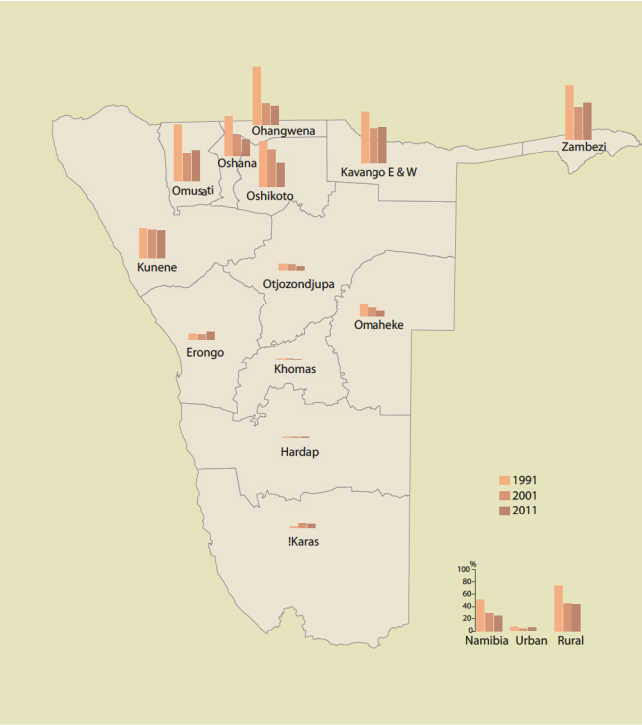 Ohangwena
Zambezi
Oshana
Kavango E & W
Omusati
Oshikoto
Kunene
Otjozondjupa
Omaheke
Erongo
Khomas
Hardap
1991
2001
2011
!Karas
%
100
80
60
40
20
0
Namibia Urban Rural